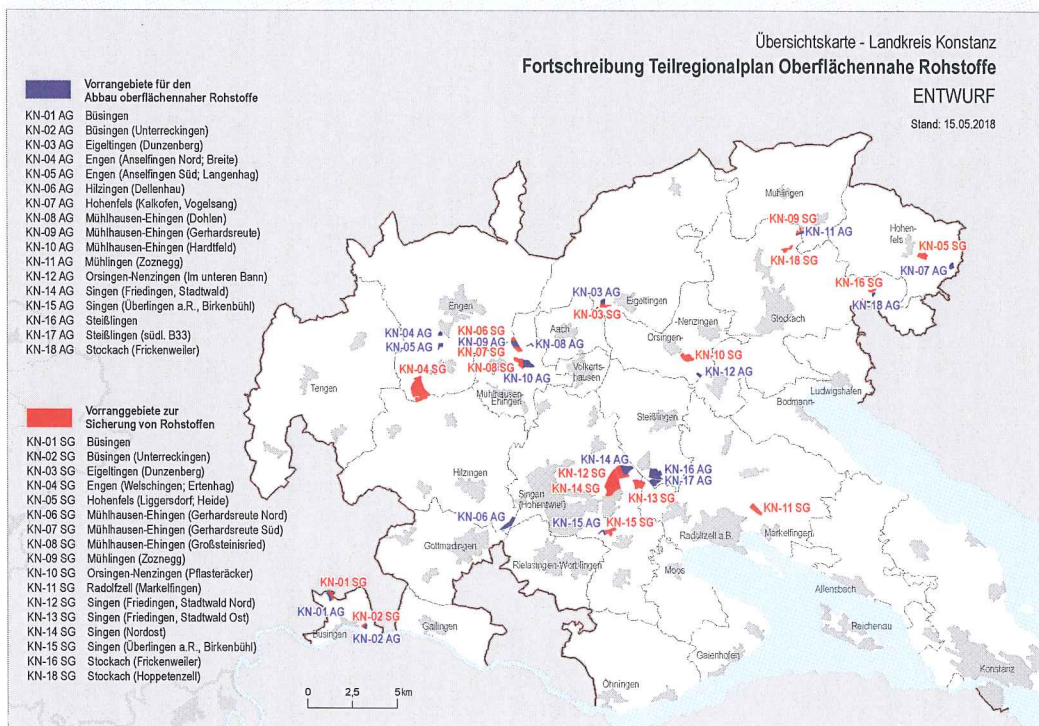 Übersichtskarte - Landkreis Konstanz
Fortschreibung Teilregionalplan Oberflächennahe Rohstoffe
ENTWURF
Stand: 15.05.2018
Vorranggebiete für den
Abbau oberflächennaher Rohstoffe
KN-01 AG Büsingen
KN-02 AG Büsingen (Unterreckingen)
KN-03 AG Eigeltingen (Dunzenberg)
KN-04 AG Engen (Anselfingen Nord; Breite)
KN-05 AG Engen (Anselfingen Süd; Langenhag)
KN-06 AG Hilzingen (Dellenhau)
KN-07 AG Hohenfels (Kalkofen, Vogelsang)
KN-08 AG Mühlhausen-Ehingen (Dohlen)
KN-09 AG Mühlhausen-Ehingen (Gerhardsreute)
KN-10 AG Mühlhausen-Ehingen (Hardtfeld)
KN-11 AG Mühlingen (Zoznegg)
KN-12 AG Orsingen-Nenzingen (Im unteren Bann)
KN-14 AG Singen (Friedingen, Stadtwald)
KN-15 AG Singen (Überlingen a.R., Birkenbühl)
KN-16 AG Steißlingen
KN-17 AG Steißlingen (südl. B33)
KN-18 AG Stockach (Frickenweiler)
Vorranggebiete zur
Sicherung von Rohstoffen
KN-01 SG Büsingen
KN-02 SG Büsingen (Unterreckingen)
KN-03 SG Eigeltingen (Dunzenberg)
KN-04 SG Engen (Welschingen; Ertenhag)
KN-05 SG Hohenfels (Liggersdorf; Heide)
KN-06 SG Mühlhausen-Ehingen (Gerhardsreute Nord)
KN-07 SG Mühlhausen-Ehingen (Gerhardsreute Süd)
KN-08 SG Mühlhausen-Ehingen (Großsteinisried)
KN-09 SG Mühlingen (Zoznegg)
KN-10 SG Orsingen-Nenzingen (Pflasteräcker)
KN-11 SG Radolfzell (Markelfingen)
KN-12 SG Singen (Friedingen, Stadtwald Nord)
KN-13 SG Singen (Friedingen, Stadtwald Ost)
KN-14 SG Singen (Nordost)
KN-15 SG Singen (Überlingen a.R., Birkenbühl)
KN-16 SG Stockach (Frickenweiler)
KN-18 SG Stockach (Hoppetenzell)
Mühlingen
KN-09 SG
KN-11 AG
KN-18 SG
Hohen-
fels
KN-05 SG
KN-07 AG
KN-16 SG
KN-18 AG
KN-03 AG
KN-03 SG
Eigeltingen
Engen
KN-04 AG
KN-05 AG
KN-06 SG
KN-09 AG
KN-07 SG
KN-08 SG
KN-10 AG
Aach
KN-08 AG
Volkerts-
hausen
Nenzingen
Orsingen
Stockach
KN-10 SG
KN-12 AG
KN-04 SG
Tengen
Mühlhausen-
Ehingen
Ludwigshafen
Bodmann-
Steißlingen
Hilzingen
KN-14 AG
KN-12 SG
KN-14 SG
KN-16 AG
KN-17 AG
KN-13 SG
Singen
(Hohentwiel)
KN-06 AG
KN-15 AG
KN-15 SG
KN-11 SG
Gottmadingen
Rielasingen-Worblingen
Radolfzell a.B.
Markelfingen
Moos
KN-01 SG
KN-01 AG
Büsingen
KN-02 SG
KN-02 AG
Gailingen
Allensbach
Reichenau
Gaienhofen
Öhningen
Konstanz
0 2,5 5km